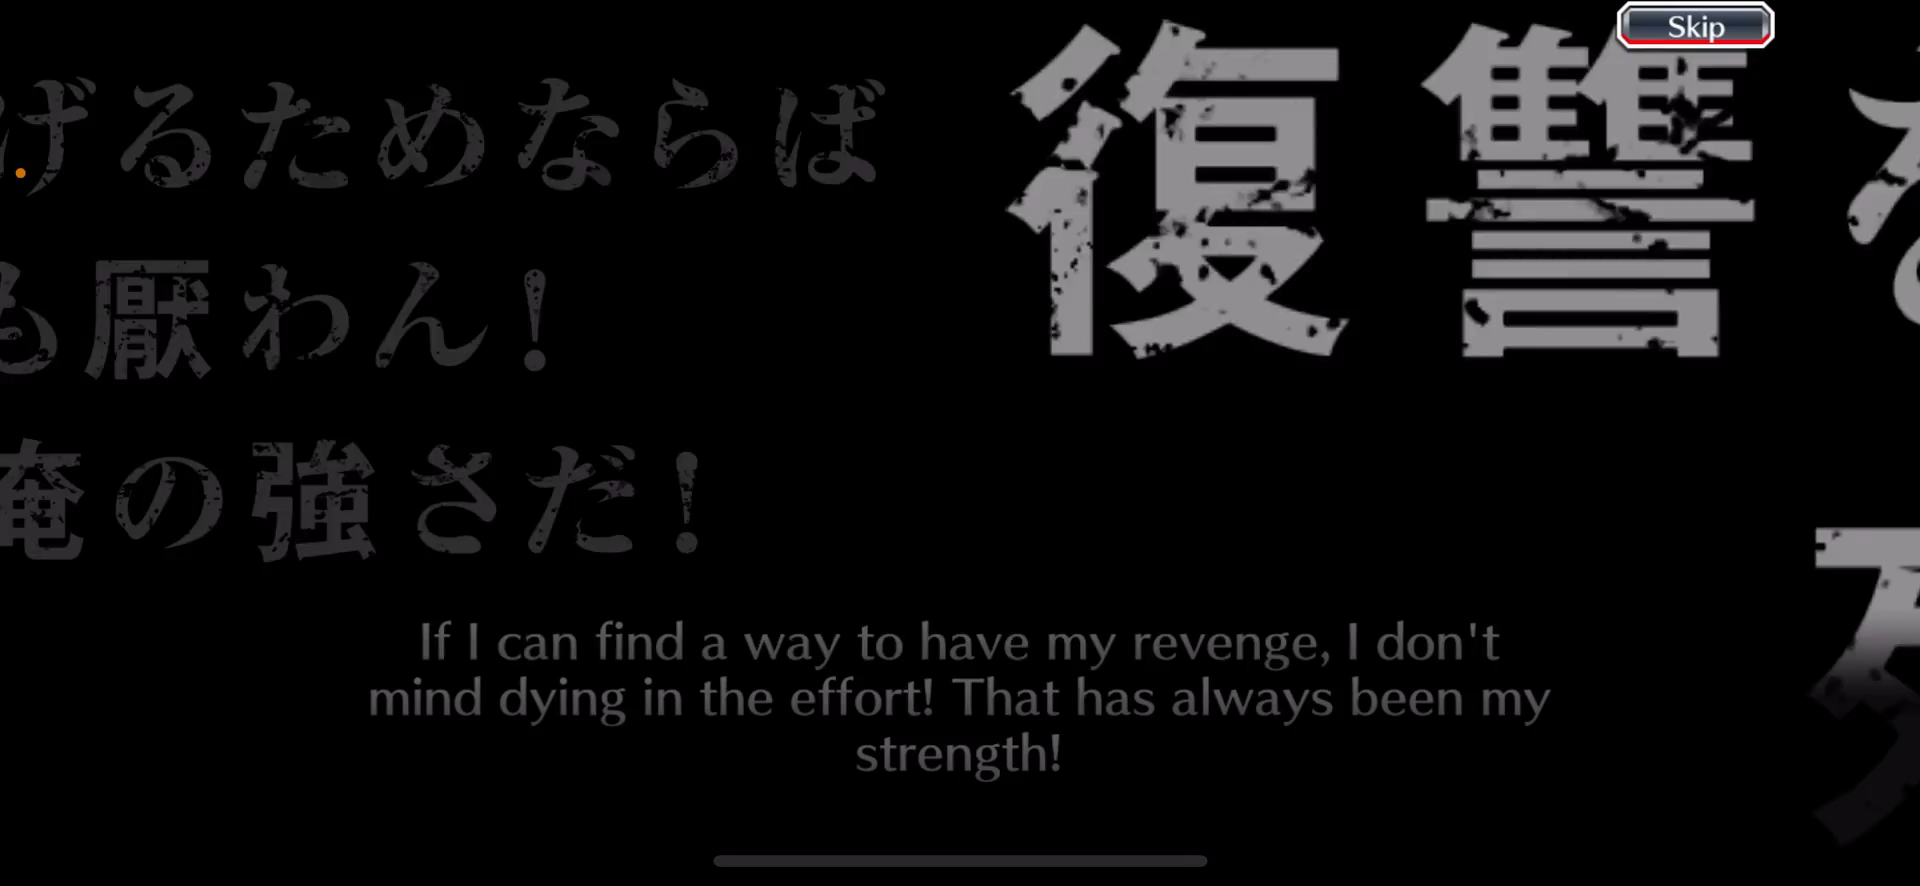 Skip
復讐を
げるためならば
も厭わん!
俺の強さだ!
If I can find a way to have my revenge, I don't
mind dying in the effort! That has always been my
strength!